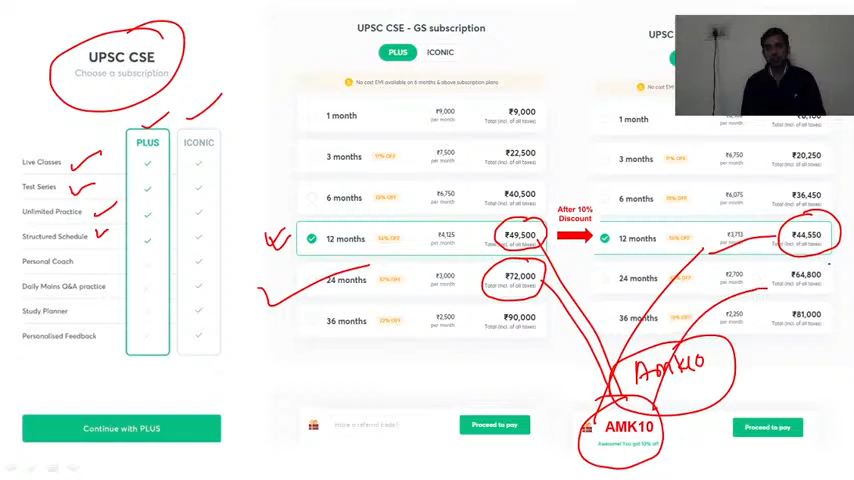 UPSC CSE
Choose a subscription
PLUS
ICONIC
Live Classes
Test Series
Unlimited Practice
Structured Schedule
Personal Coach
Daily Mains Q&A practice
Study Planner
Personalised Feedback
Continue with PLUS
UPSC CSE - GS subscription
PLUS
ICONIC
No cost EMI available on 6 months & above subscription plans
1 month
₹9,000
per month
₹9,000
Total (incl. of all taxes)
3 months
17% OFF
₹7,500
per month
₹22,500
Total (incl. of all taxes)
6 months
₹6,750
per month
₹40,500
Total (incl. of all taxes)
12 months
54% OFF
₹4,125
per month
₹49,500
Total (incl. of all taxes)
24 months
₹3,000
per month
₹72,000
Total (incl. of all taxes)
36 months
₹2,500
per month
₹90,000
Total (incl. of all taxes)
Have a referral code?
Proceed to pay
After 10%
Discount
UPSC
No cost EMI
1 month
Total (incl. of all taxes)
3 months
17% OFF
₹6,750
per month
₹20,250
Total (incl. of all taxes)
6 months
₹6,075
per month
₹36,450
Total (incl. of all taxes)
12 months
₹3,713
per month
₹44,550
Total (incl. of all taxes)
24 months
₹2,700
per month
₹64,800
Total (incl. of all taxes)
36 months
₹2,250
per month
₹81,000
Total (incl. of all taxes)
Amk10
AMK10
Awesome! You got 10% off
Proceed to pay